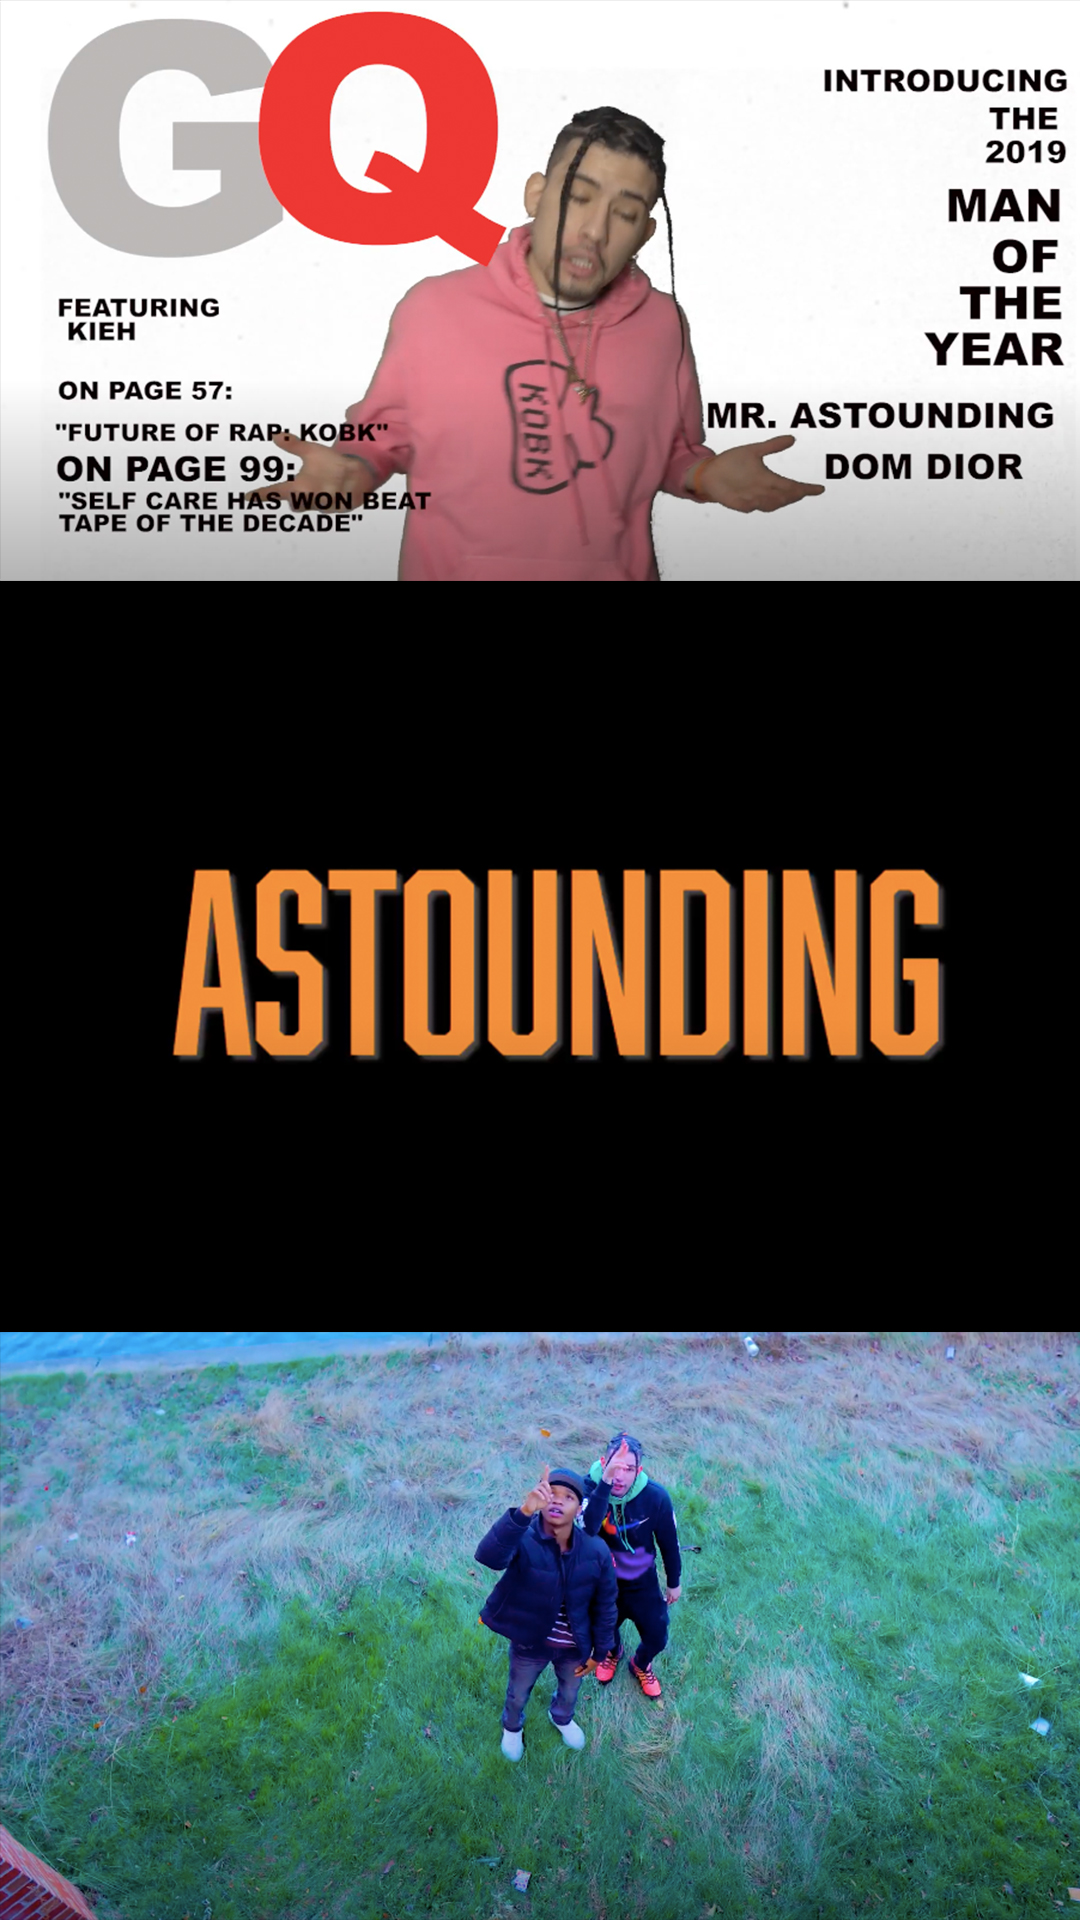 GQ
FEATURING
KIEH
ON PAGE 57:
"FUTURE OF RAP: KOBK"
ON PAGE 99:
"SELF CARE HAS WON BEAT
TAPE OF THE DECADE"
KOBK
INTRODUCING
THE
2019
MAN
OF
THE
YEAR
MR. ASTOUNDING
DOM DIOR
ASTOUNDING